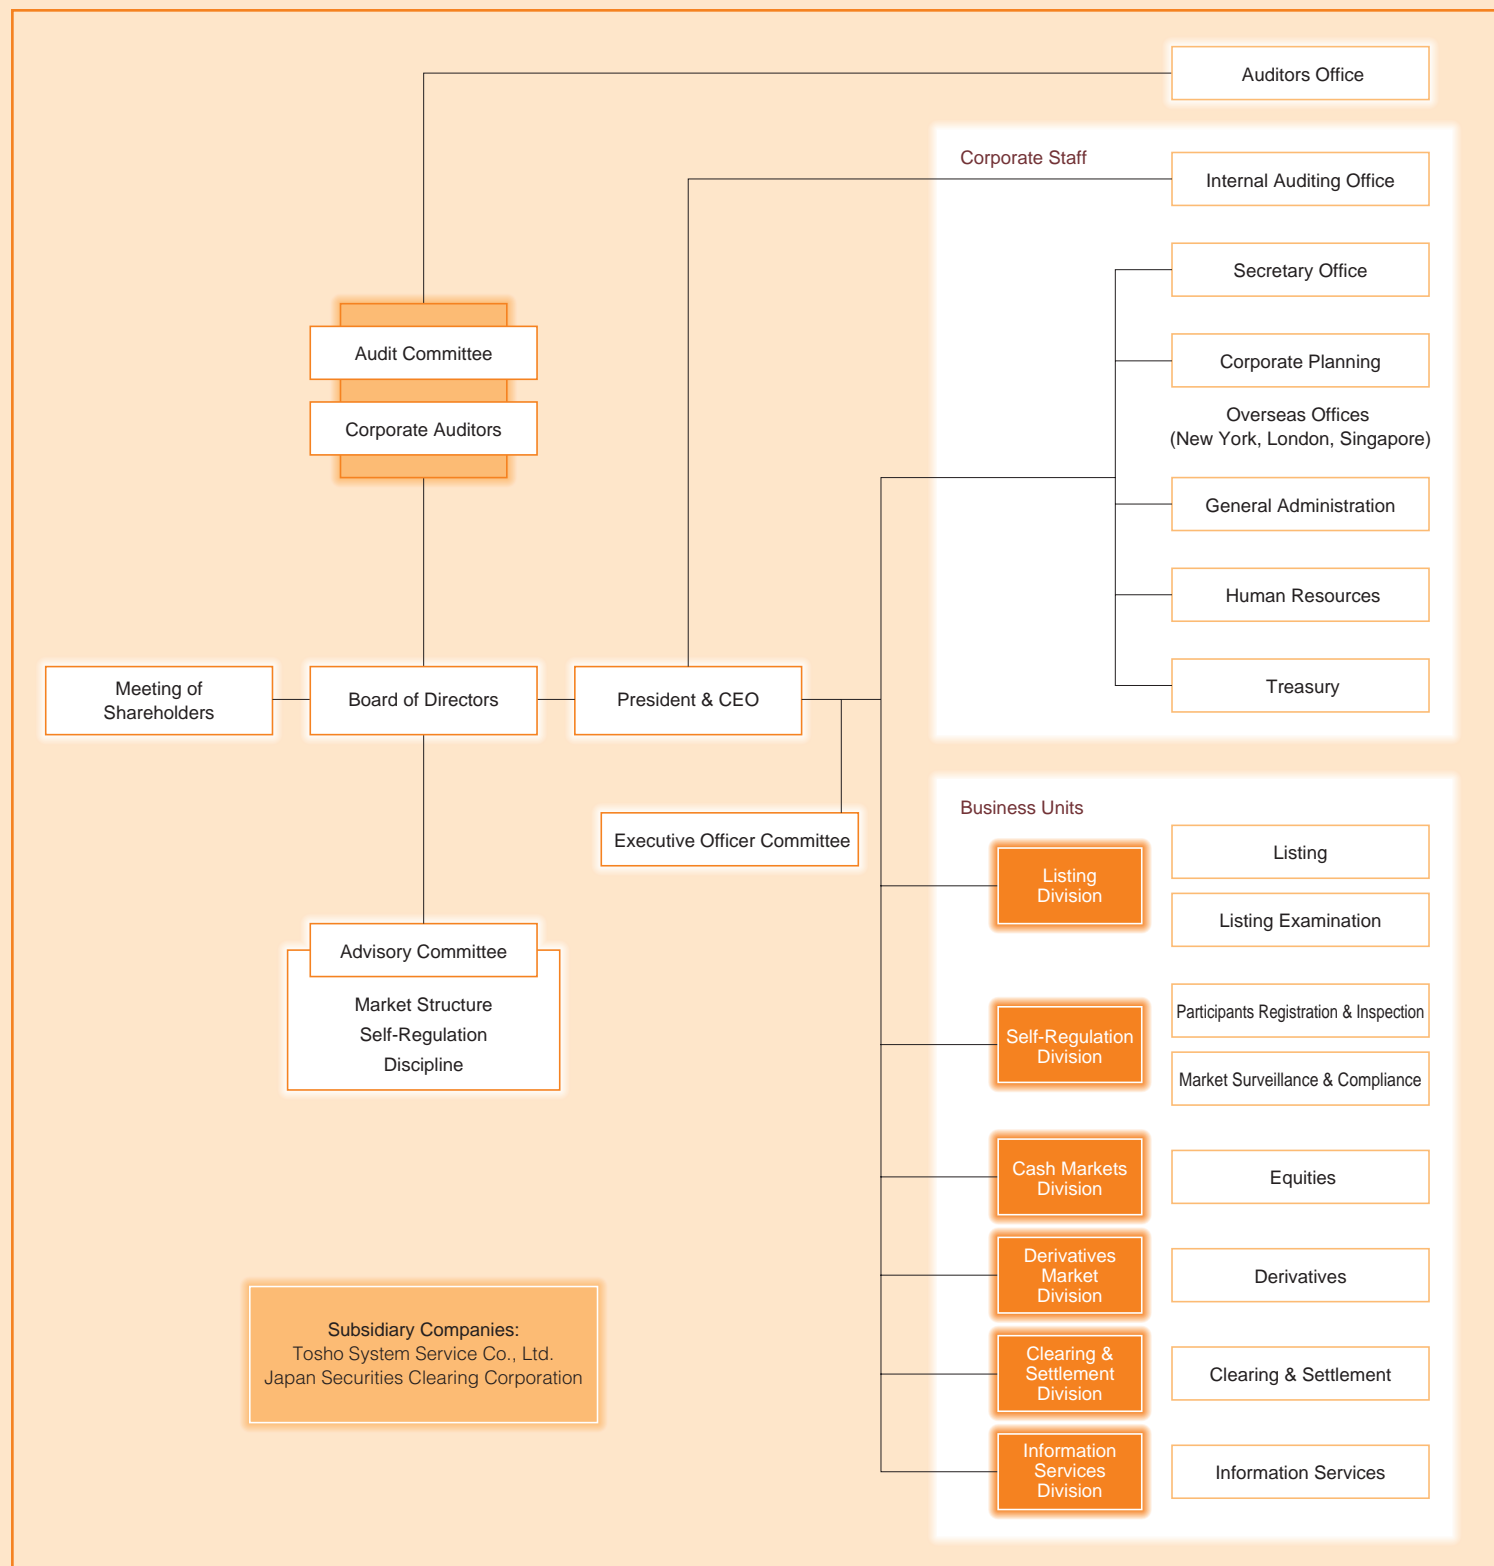 Auditors Office
Corporate Staff
Internal Auditing Office
Secretary Office
Corporate Planning
Overseas Offices
(New York, London, Singapore)
General Administration
Human Resources
Treasury
Audit Committee
Corporate Auditors
Meeting of
Shareholders
Board of Directors
President & CEO
Executive Officer Committee
Advisory Committee
Market Structure
Self-Regulation
Discipline
Business Units
Listing
Division
Listing
Listing Examination
Self-Regulation
Division
Participants Registration & Inspection
Market Surveillance & Compliance
Cash Markets
Division
Equities
Derivatives
Market
Division
Derivatives
Clearing &
Settlement
Division
Clearing & Settlement
Information
Services
Division
Information Services
Subsidiary Companies:
Tosho System Service Co., Ltd.
Japan Securities Clearing Corporation